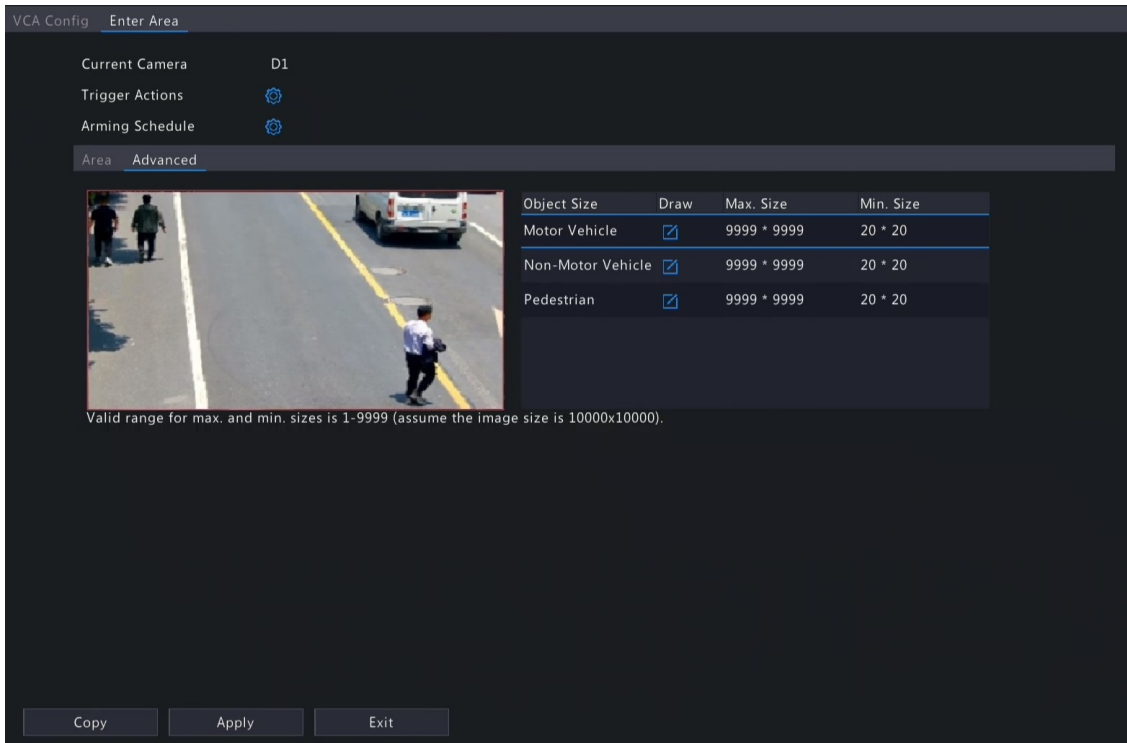 VCA Config Enter Area
Current Camera D1
Trigger Actions
Arming Schedule
Area Advanced
Object Size Draw Max. Size Min. Size
Motor Vehicle 9999 * 9999 20 * 20
Non-Motor Vehicle 9999 * 9999 20 * 20
Pedestrian 9999 * 9999 20 * 20
Valid range for max. and min. sizes is 1-9999 (assume the image size is 10000x10000).
Copy Apply Exit